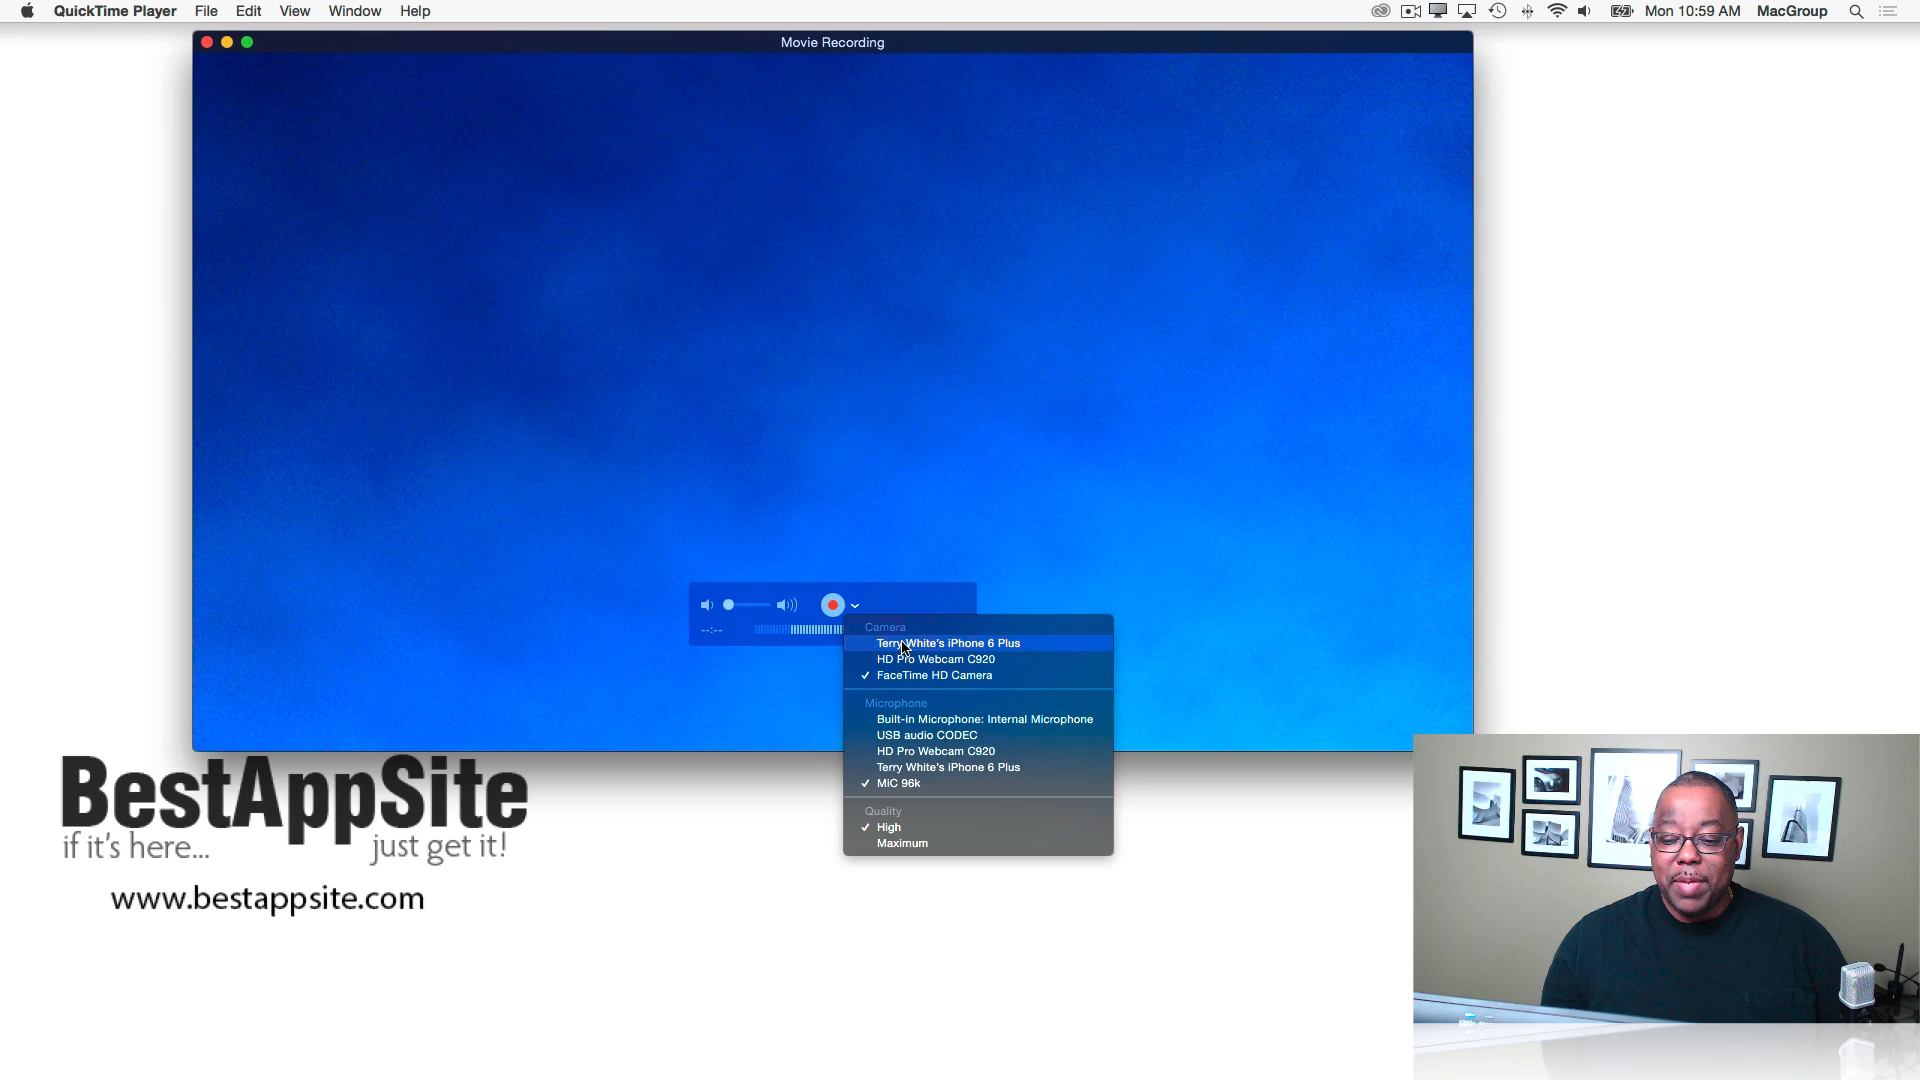 QuickTime Player File Edit View Window Help Mon 10:59 AM MacGroup
Movie Recording
--:--
Camera
Terry White's iPhone 6 Plus
HD Pro Webcam C920
✓ FaceTime HD Camera
Microphone
Built-in Microphone: Internal Microphone
USB audio CODEC
HD Pro Webcam C920
Terry White's iPhone 6 Plus
✓ MiC 96k
Quality
✓ High
Maximum
BestAppSite
if it's here... just get it!
www.bestappsite.com